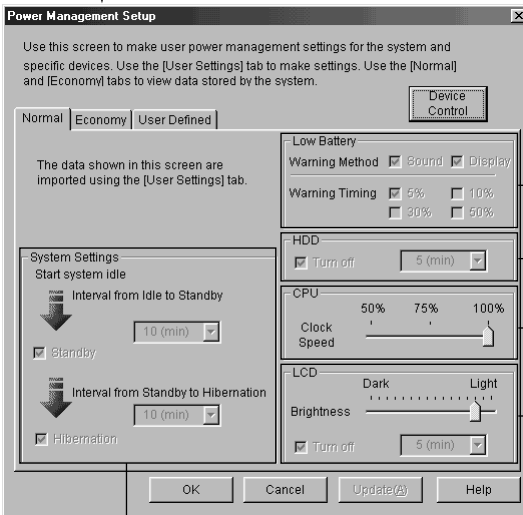 Power Management Setup
Use this screen to make user power management settings for the system and
specific devices. Use the [User Settings] tab to make settings. Use the [Normal]
and [Economy] tabs to view data stored by the system.
Device
Control
Normal Economy User Defined
The data shown in this screen are
imported using the [User Settings] tab.
Low Battery
Warning Method Sound Display
Warning Timing 5% 10%
30% 50%
HDD
Turn off 5 (min)
System Settings
Start system idle
Interval from Idle to Standby
10 (min)
Standby
Interval from Standby to Hibernation
10 (min)
Hibernation
CPU
50% 75% 100%
Clock
Speed
LCD
Dark Light
Brightness
Turn off 5 (min)
OK Cancel Update(A) Help